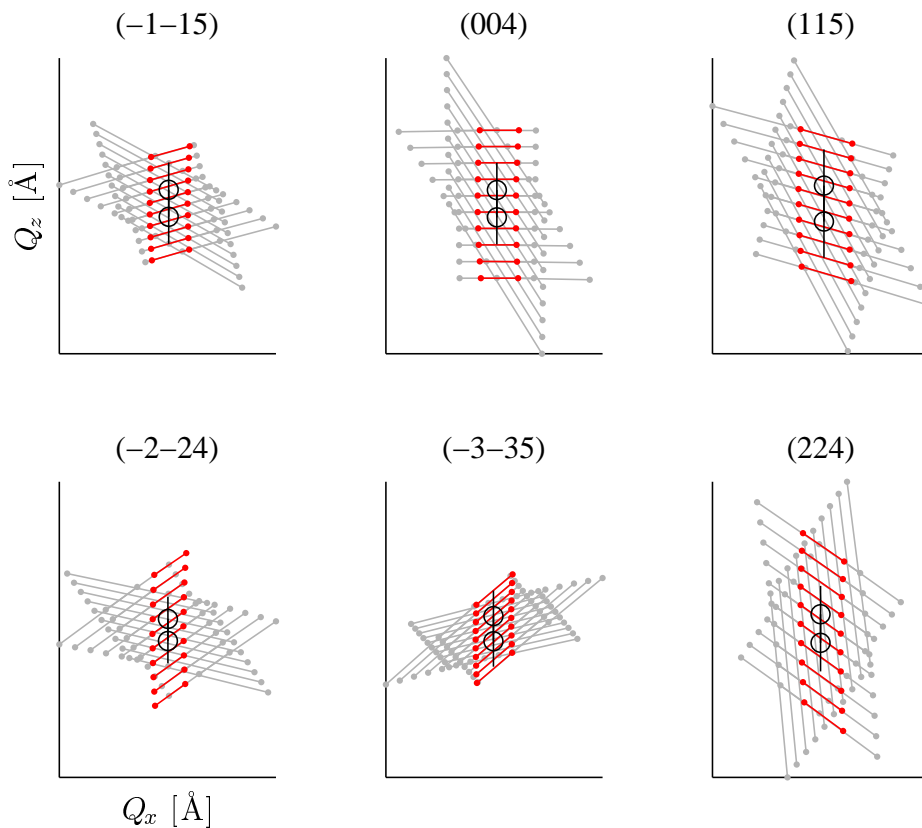 (–1–15) (004) (115)
Q_z [Å]
(–2–24) (–3–35) (224)
Q_x [Å]